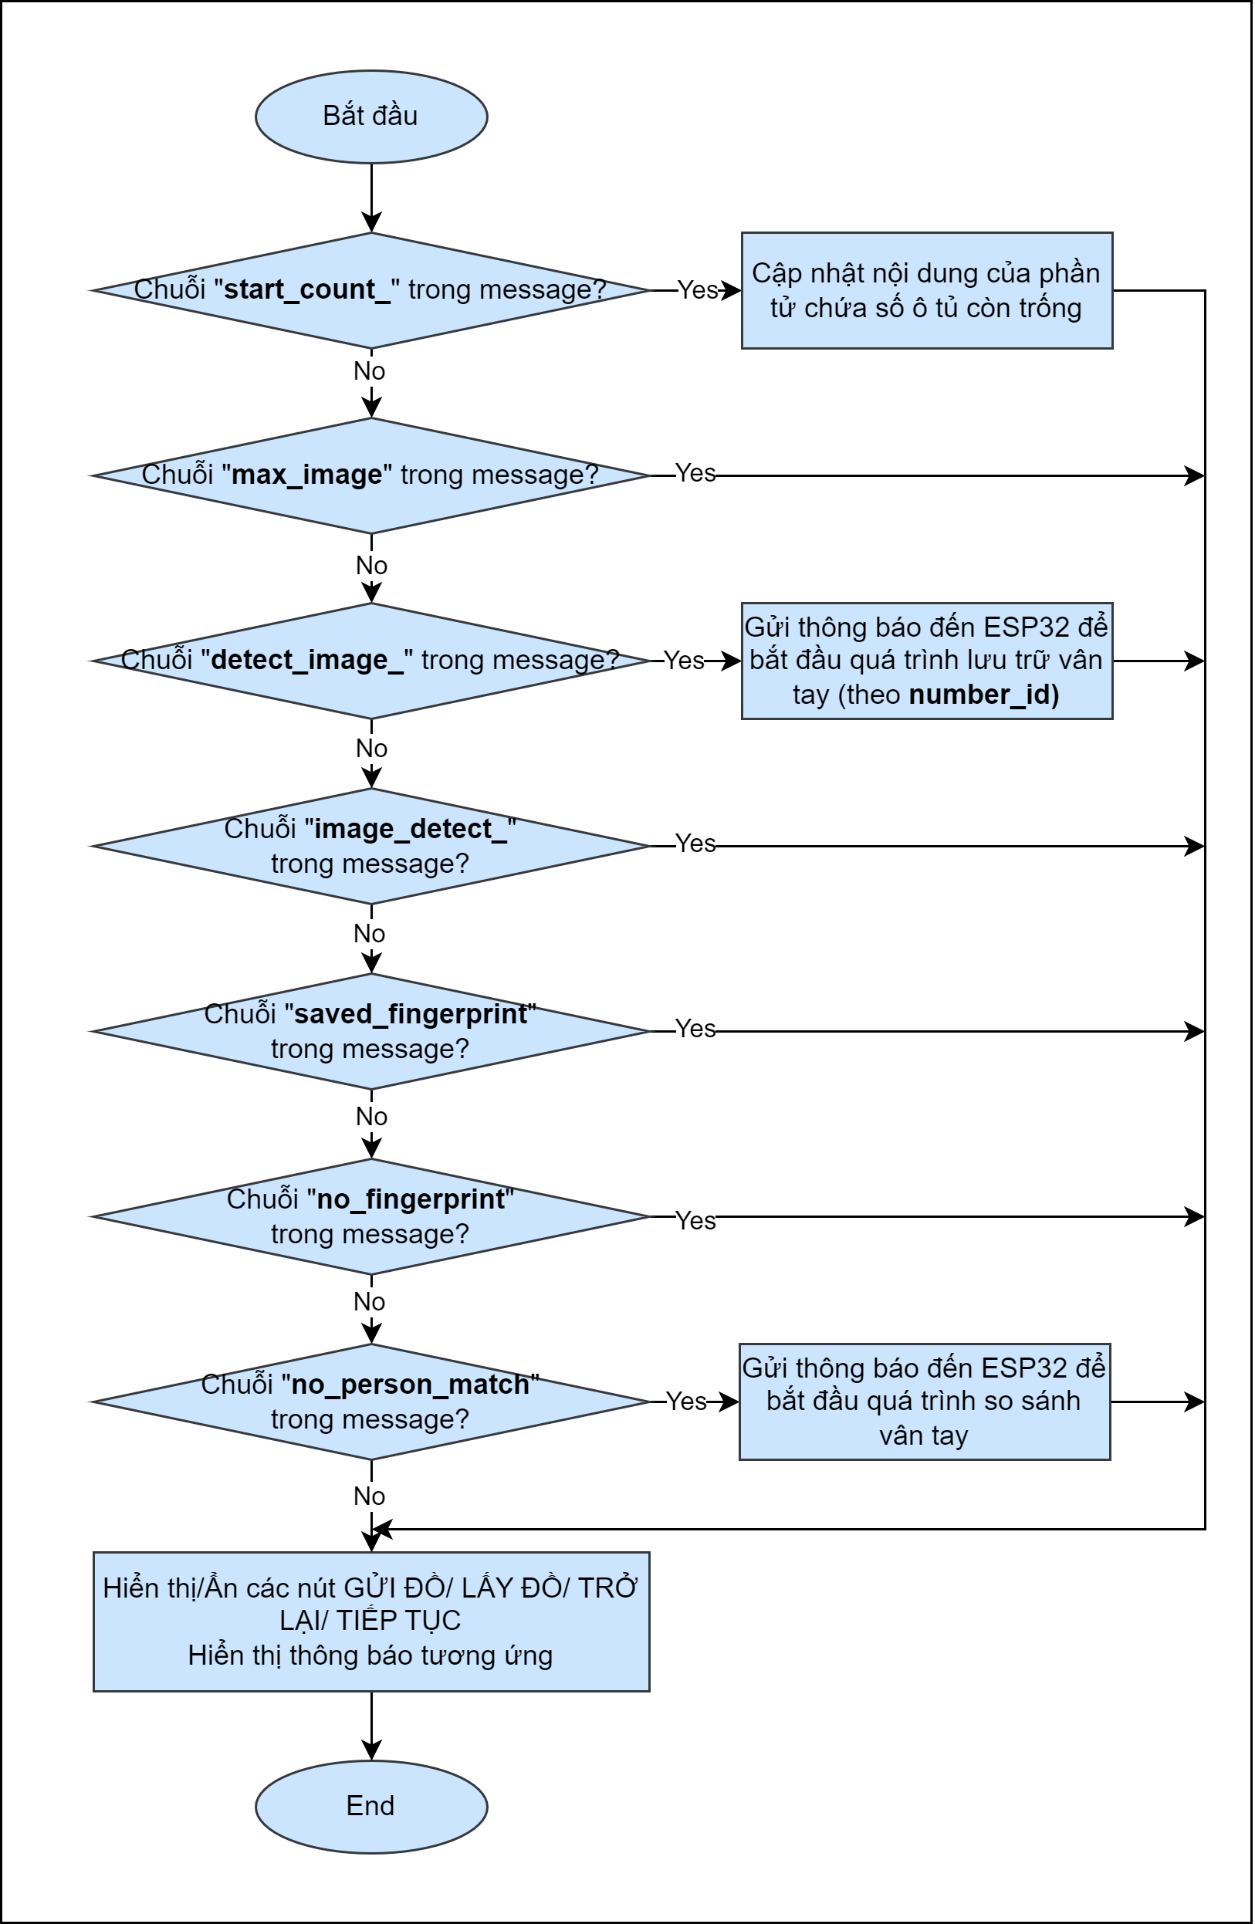 Bắt đầu
Chuỗi "start_count_" trong message?
Yes
Cập nhật nội dung của phần
tử chứa số ô tủ còn trống
No
Chuỗi "max_image" trong message?
Yes
No
Chuỗi "detect_image_" trong message?
Yes
Gửi thông báo đến ESP32 để
bắt đầu quá trình lưu trữ vân
tay (theo number_id)
No
Chuỗi "image_detect_"
trong message?
Yes
No
Chuỗi "saved_fingerprint"
trong message?
Yes
No
Chuỗi "no_fingerprint"
trong message?
Yes
No
Chuỗi "no_person_match"
trong message?
Yes
Gửi thông báo đến ESP32 để
bắt đầu quá trình so sánh
vân tay
No
Hiển thị/Ẩn các nút GỬI ĐỒ/ LẤY ĐỒ/ TRỞ
LẠI/ TIẾP TỤC
Hiển thị thông báo tương ứng
End